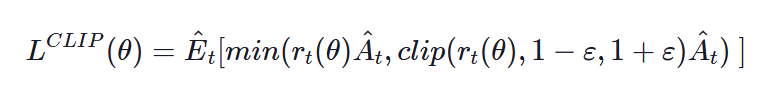 L^{CLIP}(θ) = Ê_t[min(r_t(θ)Â_t, clip(r_t(θ), 1 − ε, 1 + ε)Â_t) ]